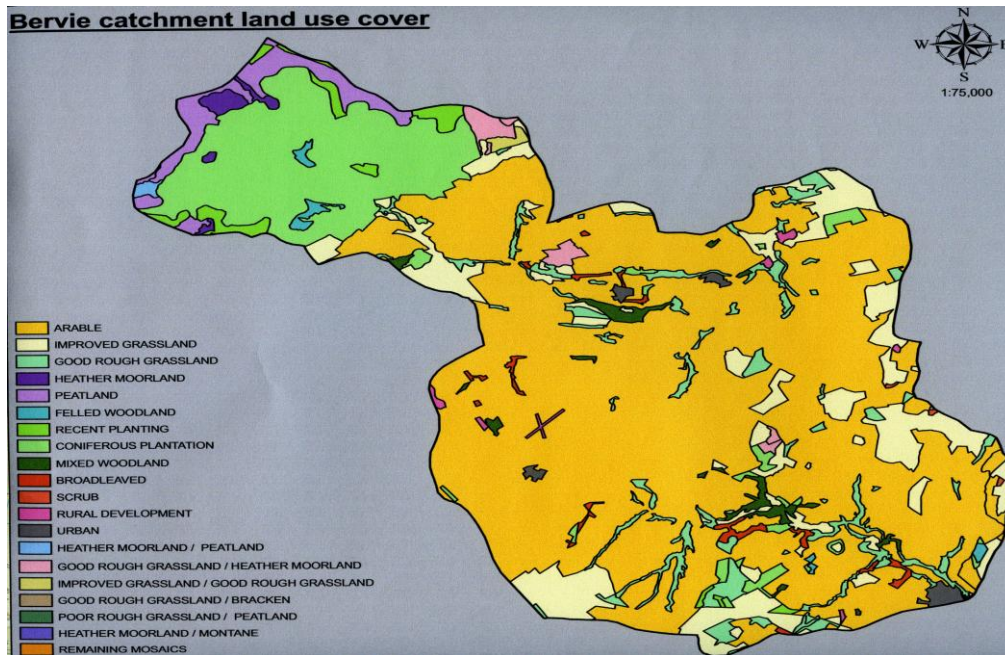 Bervie catchment land use cover
N
W E
S
1:75,000
ARABLE
IMPROVED GRASSLAND
GOOD ROUGH GRASSLAND
HEATHER MOORLAND
PEATLAND
FELLED WOODLAND
RECENT PLANTING
CONIFEROUS PLANTATION
MIXED WOODLAND
BROADLEAVED
SCRUB
RURAL DEVELOPMENT
URBAN
HEATHER MOORLAND / PEATLAND
GOOD ROUGH GRASSLAND / HEATHER MOORLAND
IMPROVED GRASSLAND / GOOD ROUGH GRASSLAND
GOOD ROUGH GRASSLAND / BRACKEN
POOR ROUGH GRASSLAND / PEATLAND
HEATHER MOORLAND / MONTANE
REMAINING MOSAICS